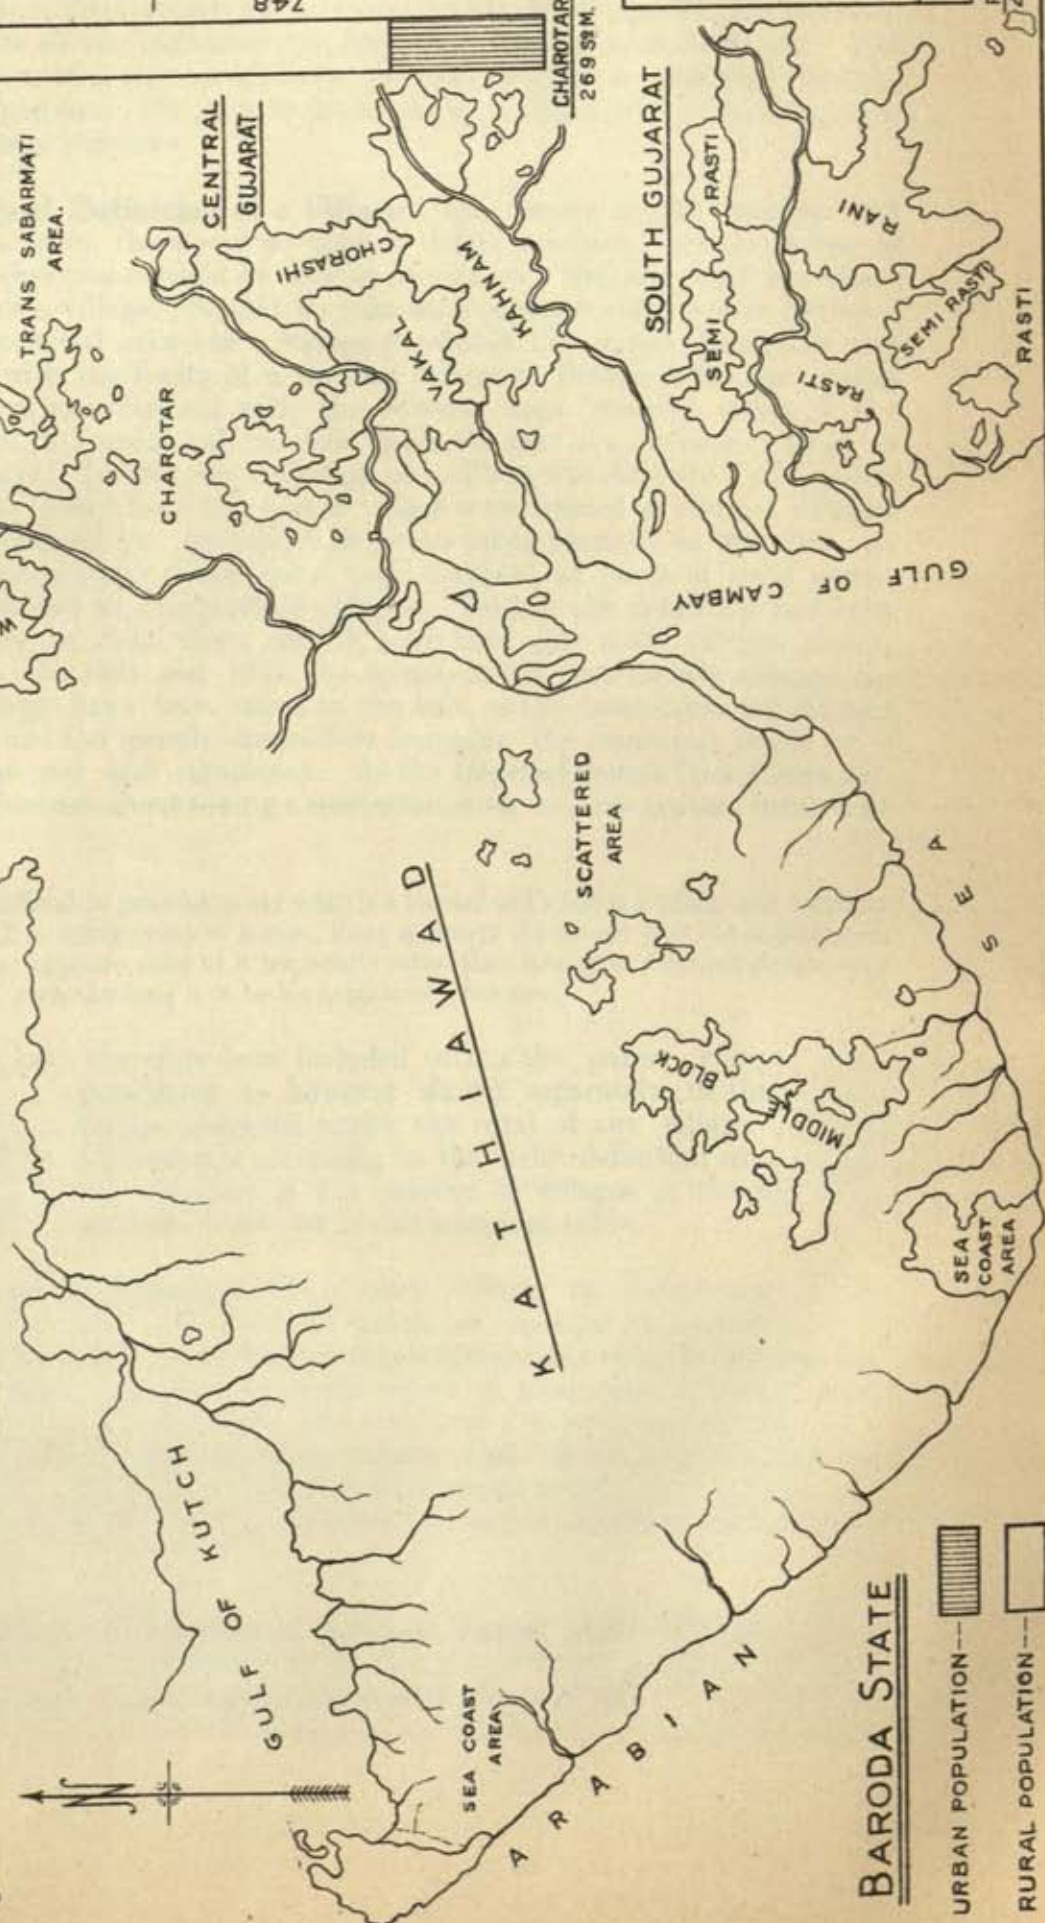 748
CHAROTAR
269 SQ. M.
TRANS SABARMATI
AREA.
CENTRAL
GUJARAT
CHAROTAR
CHORASHI
VAKAL
KAHNAM
SOUTH GUJARAT
SEMI RASTI
RANI
RASTI
SEMI RASTI
RASTI
GULF OF CAMBAY
KATHIAWAD
SCATTERED
AREA
MIDDLE BLOCK
SEA
COAST
AREA
GULF OF KUTCH
N
SEA COAST
AREA
ARABIAN SEA
BARODA STATE
URBAN POPULATION--
RURAL POPULATION--